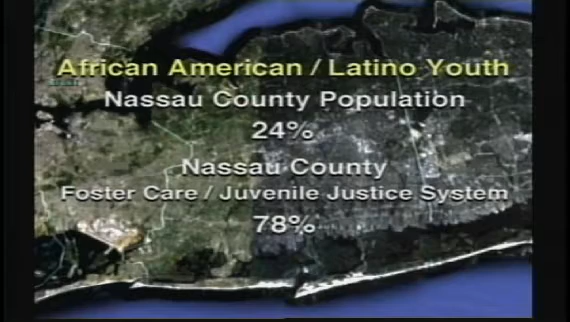 African American / Latino Youth
Nassau County Population
24%
Nassau County
Foster Care / Juvenile Justice System
78%